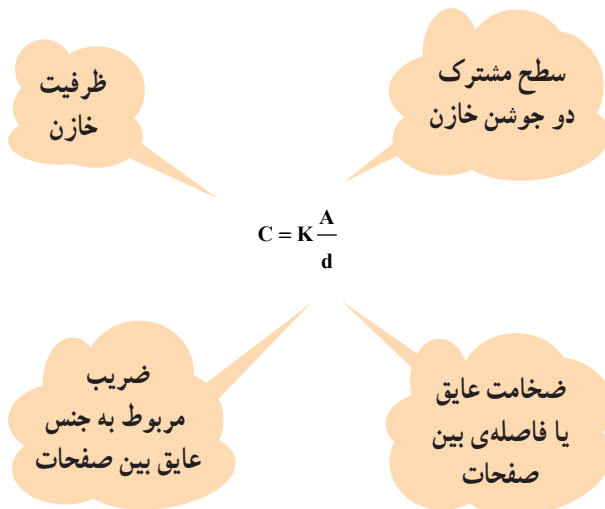 ظرفیت
خازن
سطح مشترک
دو جوشن خازن
C = K A/d
ضریب
مربوط به جنس
عایق بین صفحات
ضخامت عایق
یا فاصله‌ی بین
صفحات